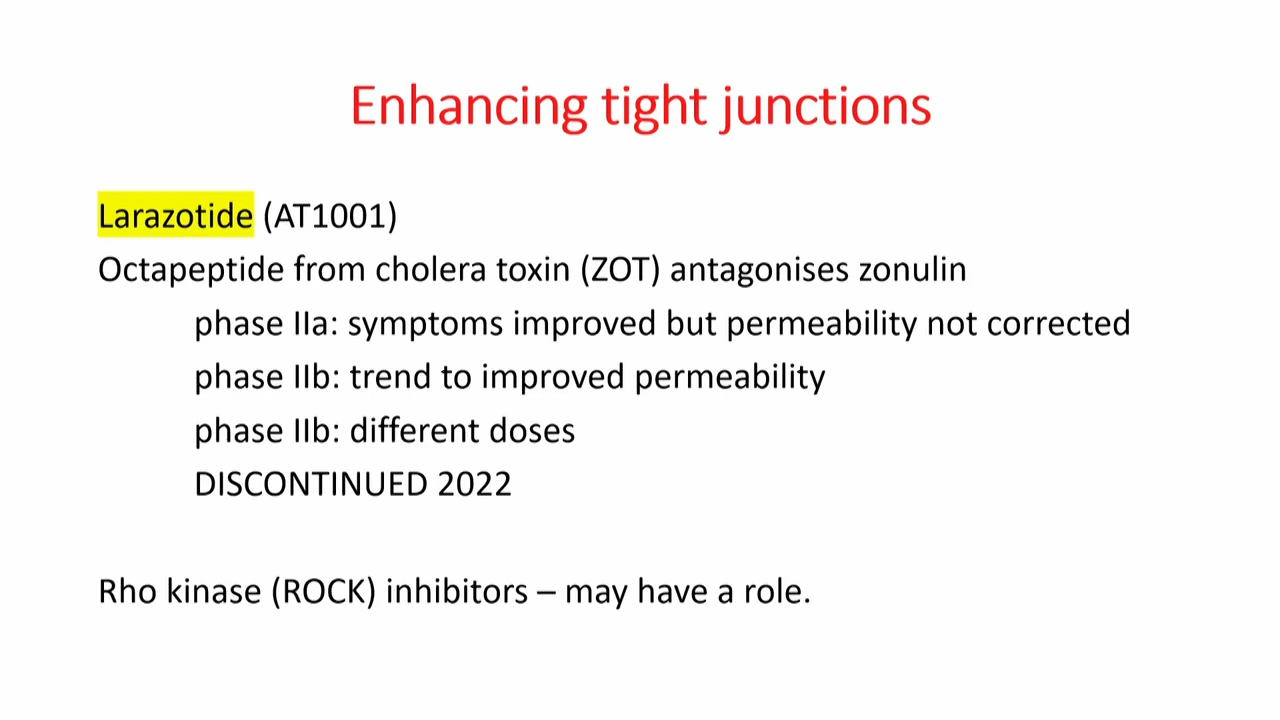 Enhancing tight junctions
Larazotide (AT1001)
Octapeptide from cholera toxin (ZOT) antagonises zonulin
phase IIa: symptoms improved but permeability not corrected
phase IIb: trend to improved permeability
phase IIb: different doses
DISCONTINUED 2022
Rho kinase (ROCK) inhibitors – may have a role.